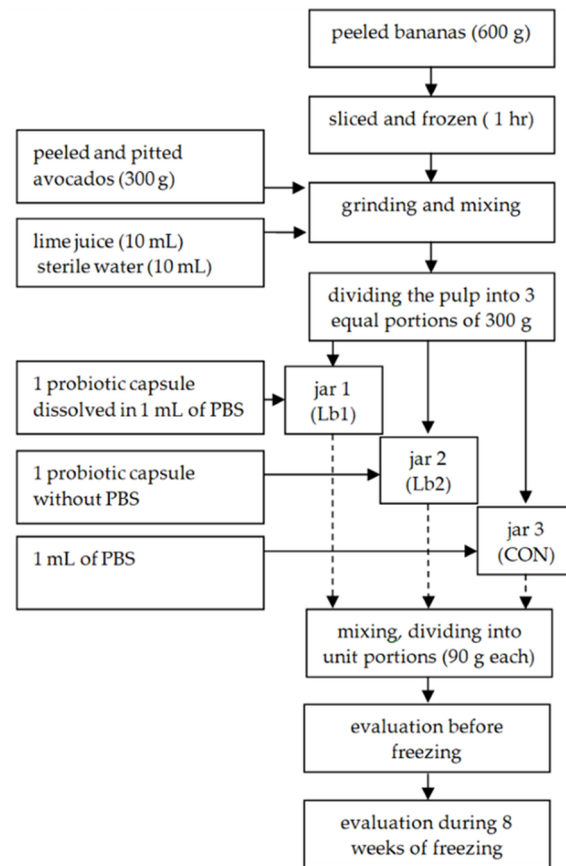 peeled bananas (600 g)
sliced and frozen ( 1 hr)
peeled and pitted
avocados (300 g)
grinding and mixing
lime juice (10 mL)
sterile water (10 mL)
dividing the pulp into 3
equal portions of 300 g
1 probiotic capsule
dissolved in 1 mL of PBS
jar 1
(Lb1)
1 probiotic capsule
without PBS
jar 2
(Lb2)
1 mL of PBS
jar 3
(CON)
mixing, dividing into
unit portions (90 g each)
evaluation before
freezing
evaluation during 8
weeks of freezing